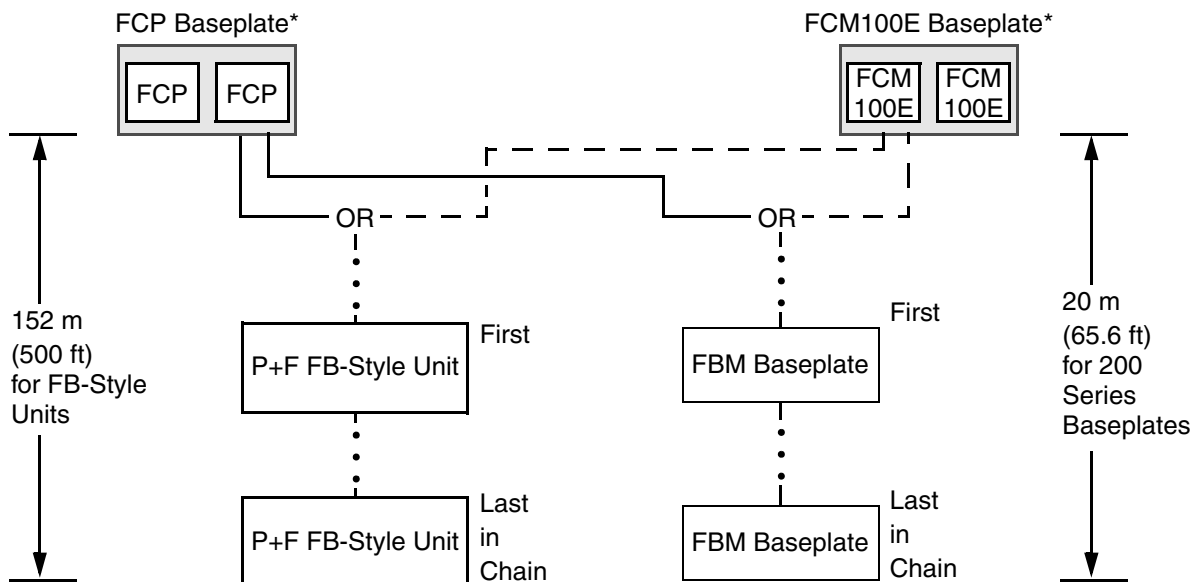 FCP Baseplate*
FCM100E Baseplate*
FCP
FCP
FCM
100E
FCM
100E
OR
OR
152 m
(500 ft)
for FB-Style
Units
First
P+F FB-Style Unit
First
FBM Baseplate
20 m
(65.6 ft)
for 200
Series
Baseplates
P+F FB-Style Unit
Last
in
Chain
FBM Baseplate
Last
in
Chain